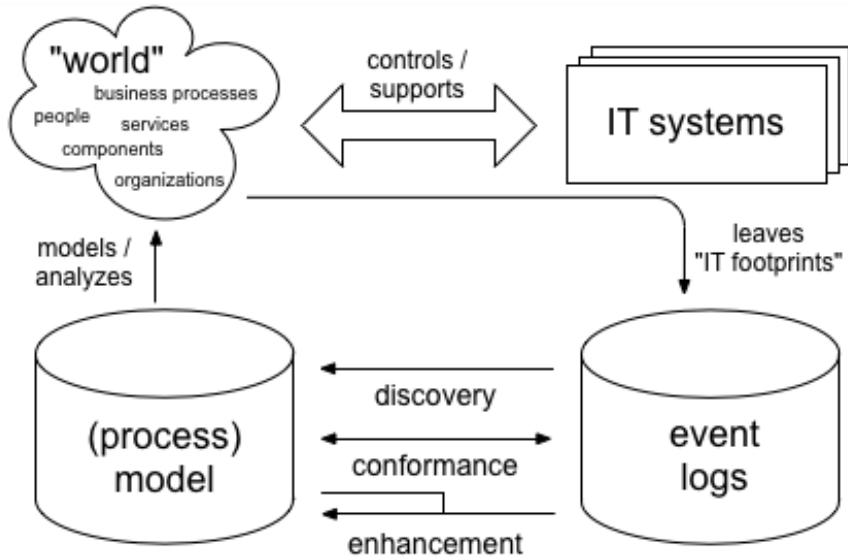 "world"
business processes
people
services
components
organizations
controls /
supports
IT systems
models /
analyzes
leaves
"IT footprints"
(process)
model
discovery
conformance
enhancement
event
logs